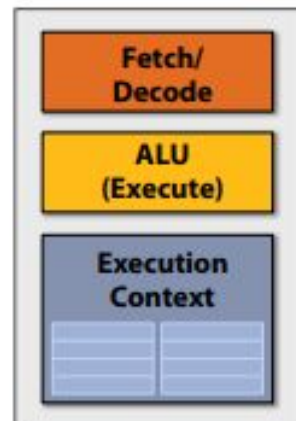 Fetch/
Decode
ALU
(Execute)
Execution
Context